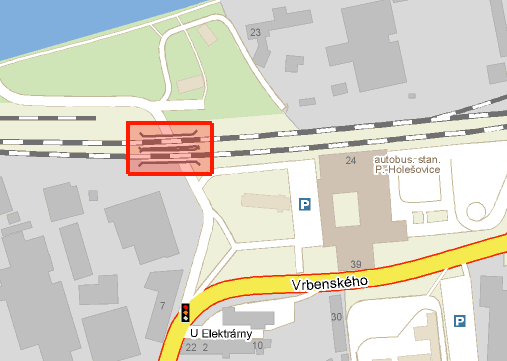 23
24
autobus. stan.
P.-Holešovice
P
39
Vrbenského
7
30
P
U Elektrárny
22 2
10